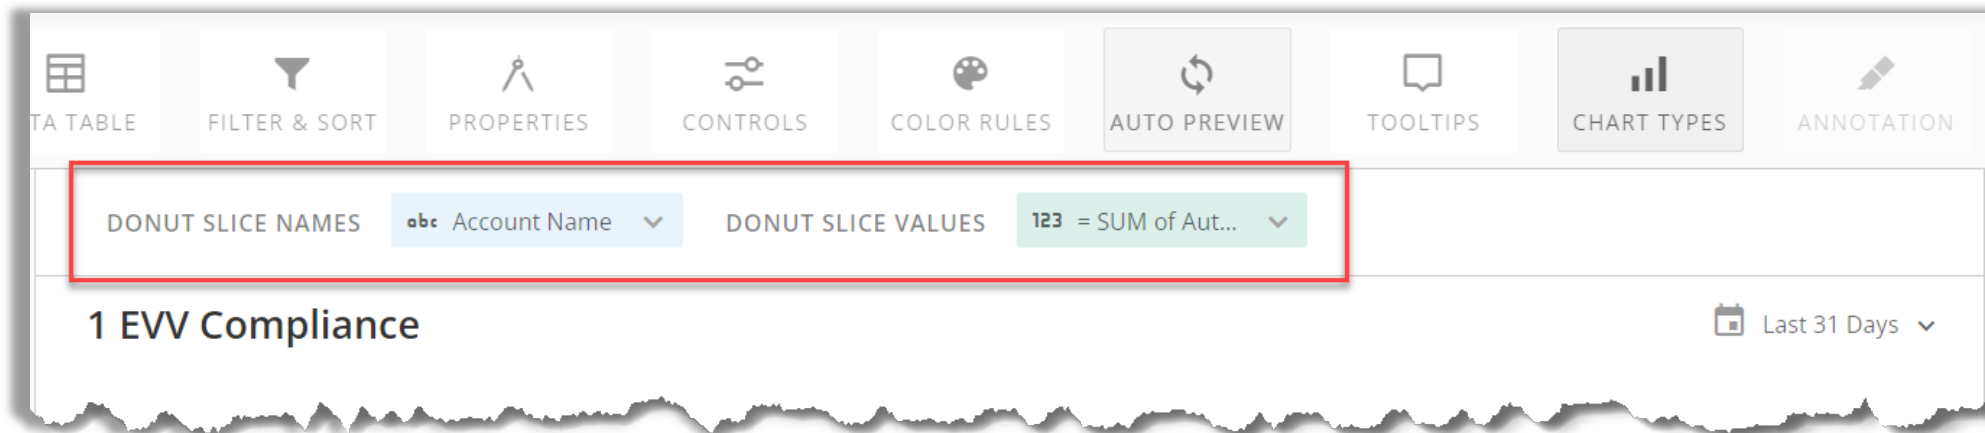 TA TABLE FILTER & SORT PROPERTIES CONTROLS COLOR RULES AUTO PREVIEW TOOLTIPS CHART TYPES ANNOTATION
DONUT SLICE NAMES abc Account Name DONUT SLICE VALUES 123 = SUM of Aut...
1 EVV Compliance Last 31 Days